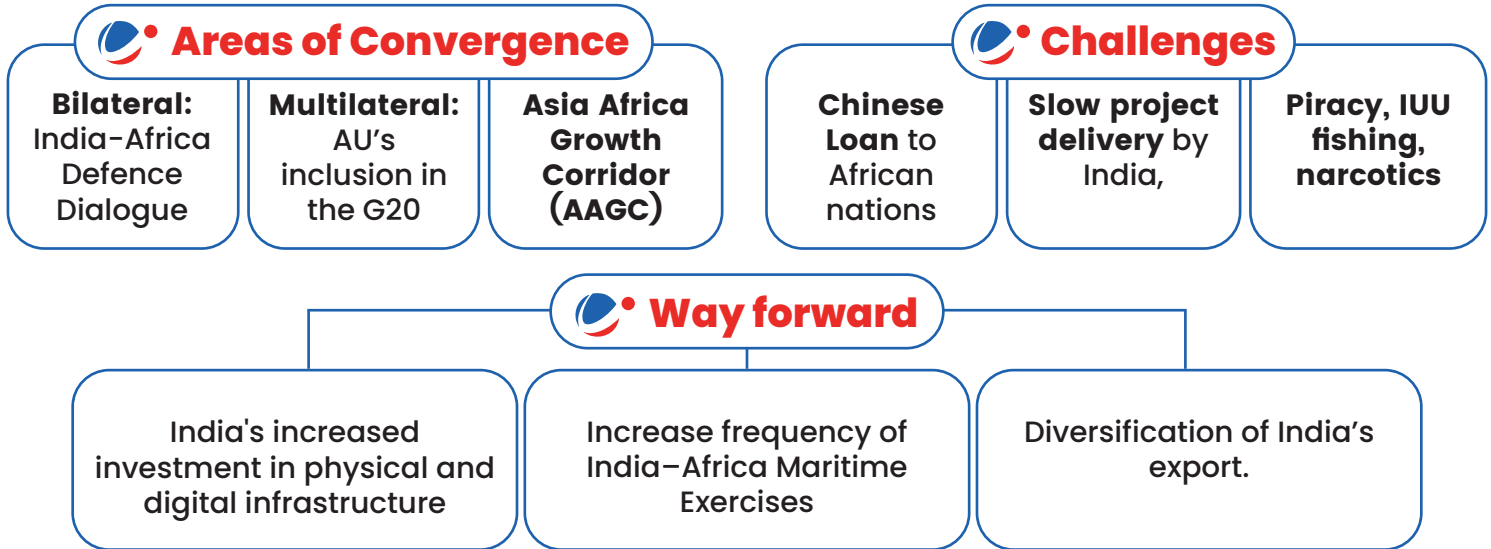 Areas of Convergence
Bilateral:
India-Africa
Defence
Dialogue
Multilateral:
AU’s
inclusion in
the G20
Asia Africa
Growth
Corridor
(AAGC)
Challenges
Chinese
Loan to
African
nations
Slow project
delivery by
India,
Piracy, IUU
fishing,
narcotics
Way forward
India's increased
investment in physical and
digital infrastructure
Increase frequency of
India–Africa Maritime
Exercises
Diversification of India’s
export.